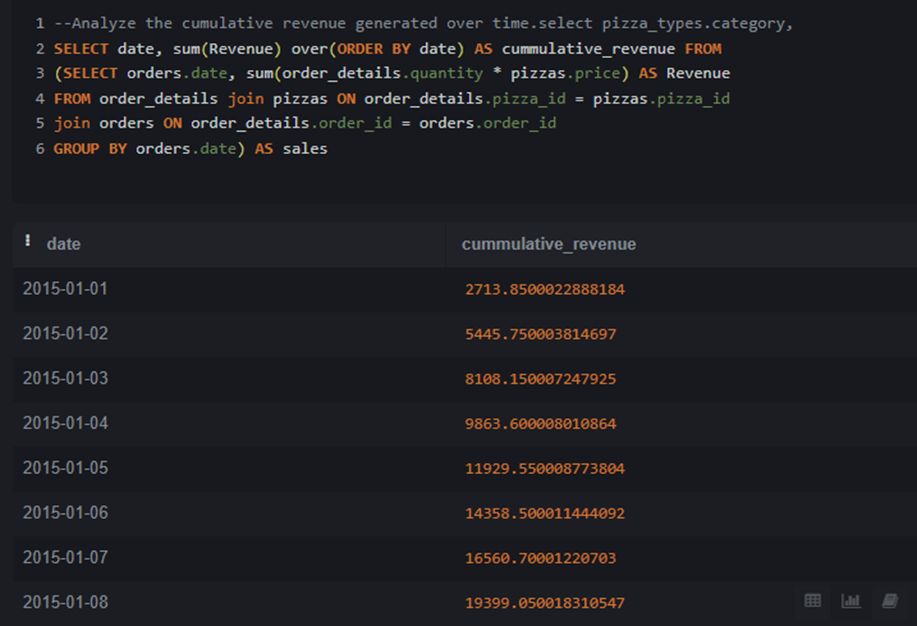 1 --Analyze the cumulative revenue generated over time.select pizza_types.category,
2 SELECT date, sum(Revenue) over(ORDER BY date) AS cummulative_revenue FROM
3 (SELECT orders.date, sum(order_details.quantity * pizzas.price) AS Revenue
4 FROM order_details join pizzas ON order_details.pizza_id = pizzas.pizza_id
5 join orders ON order_details.order_id = orders.order_id
6 GROUP BY orders.date) AS sales
date cummulative_revenue
2015-01-01 2713.8500022888184
2015-01-02 5445.750003814697
2015-01-03 8108.150007247925
2015-01-04 9863.600008010864
2015-01-05 11929.550008773804
2015-01-06 14358.500011444092
2015-01-07 16560.70001220703
2015-01-08 19399.050018310547